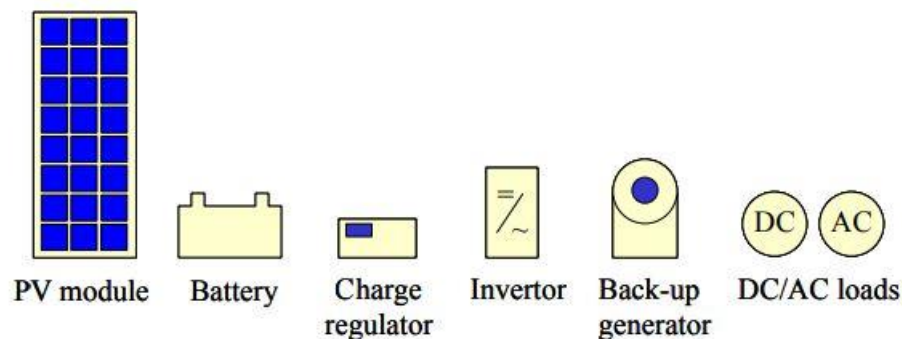 DC AC
PV module Battery Charge regulator Invertor Back-up generator DC/AC loads